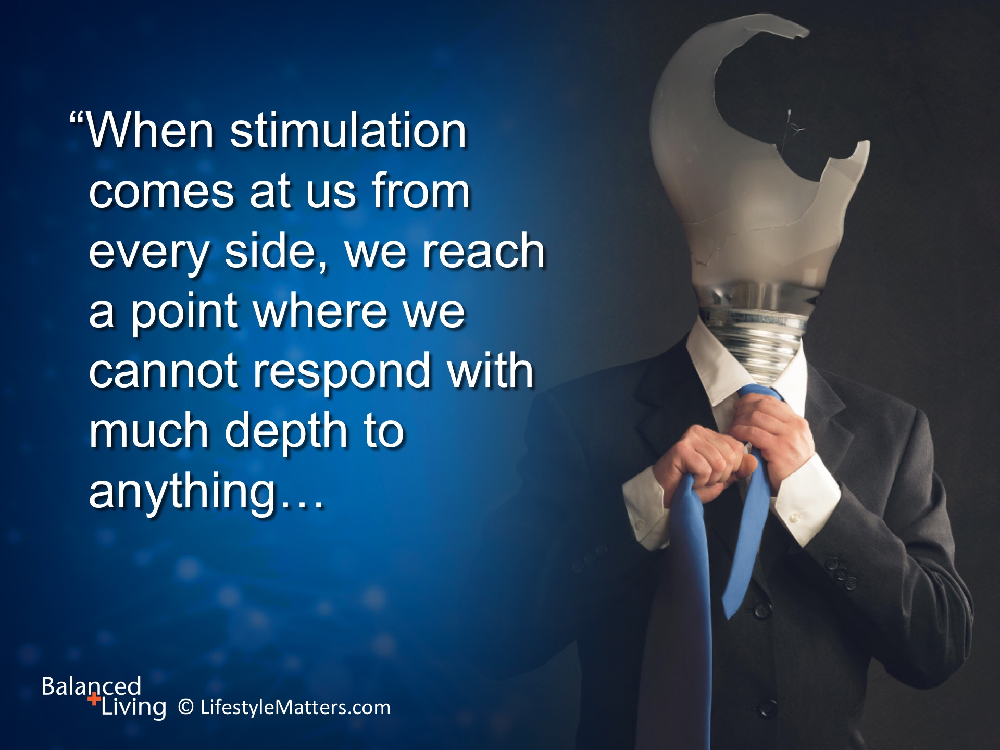 “When stimulation
comes at us from
every side, we reach
a point where we
cannot respond with
much depth to
anything…
Balanced
Living © LifestyleMatters.com